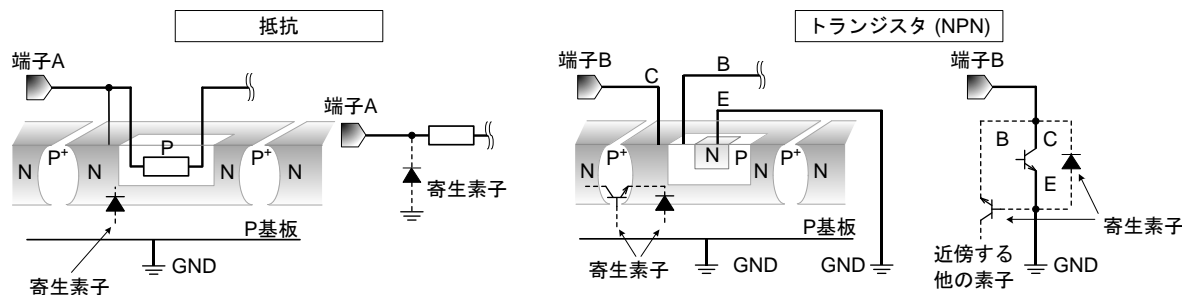 抵抗
端子A
N
P+
N
P
P+
N
寄生素子
P基板
GND
端子A
寄生素子
トランジスタ (NPN)
端子B
C
B
E
N
P+
N
N
P
P+
N
寄生素子
P基板
GND
GND
端子B
B
C
E
寄生素子
近傍する
他の素子
GND